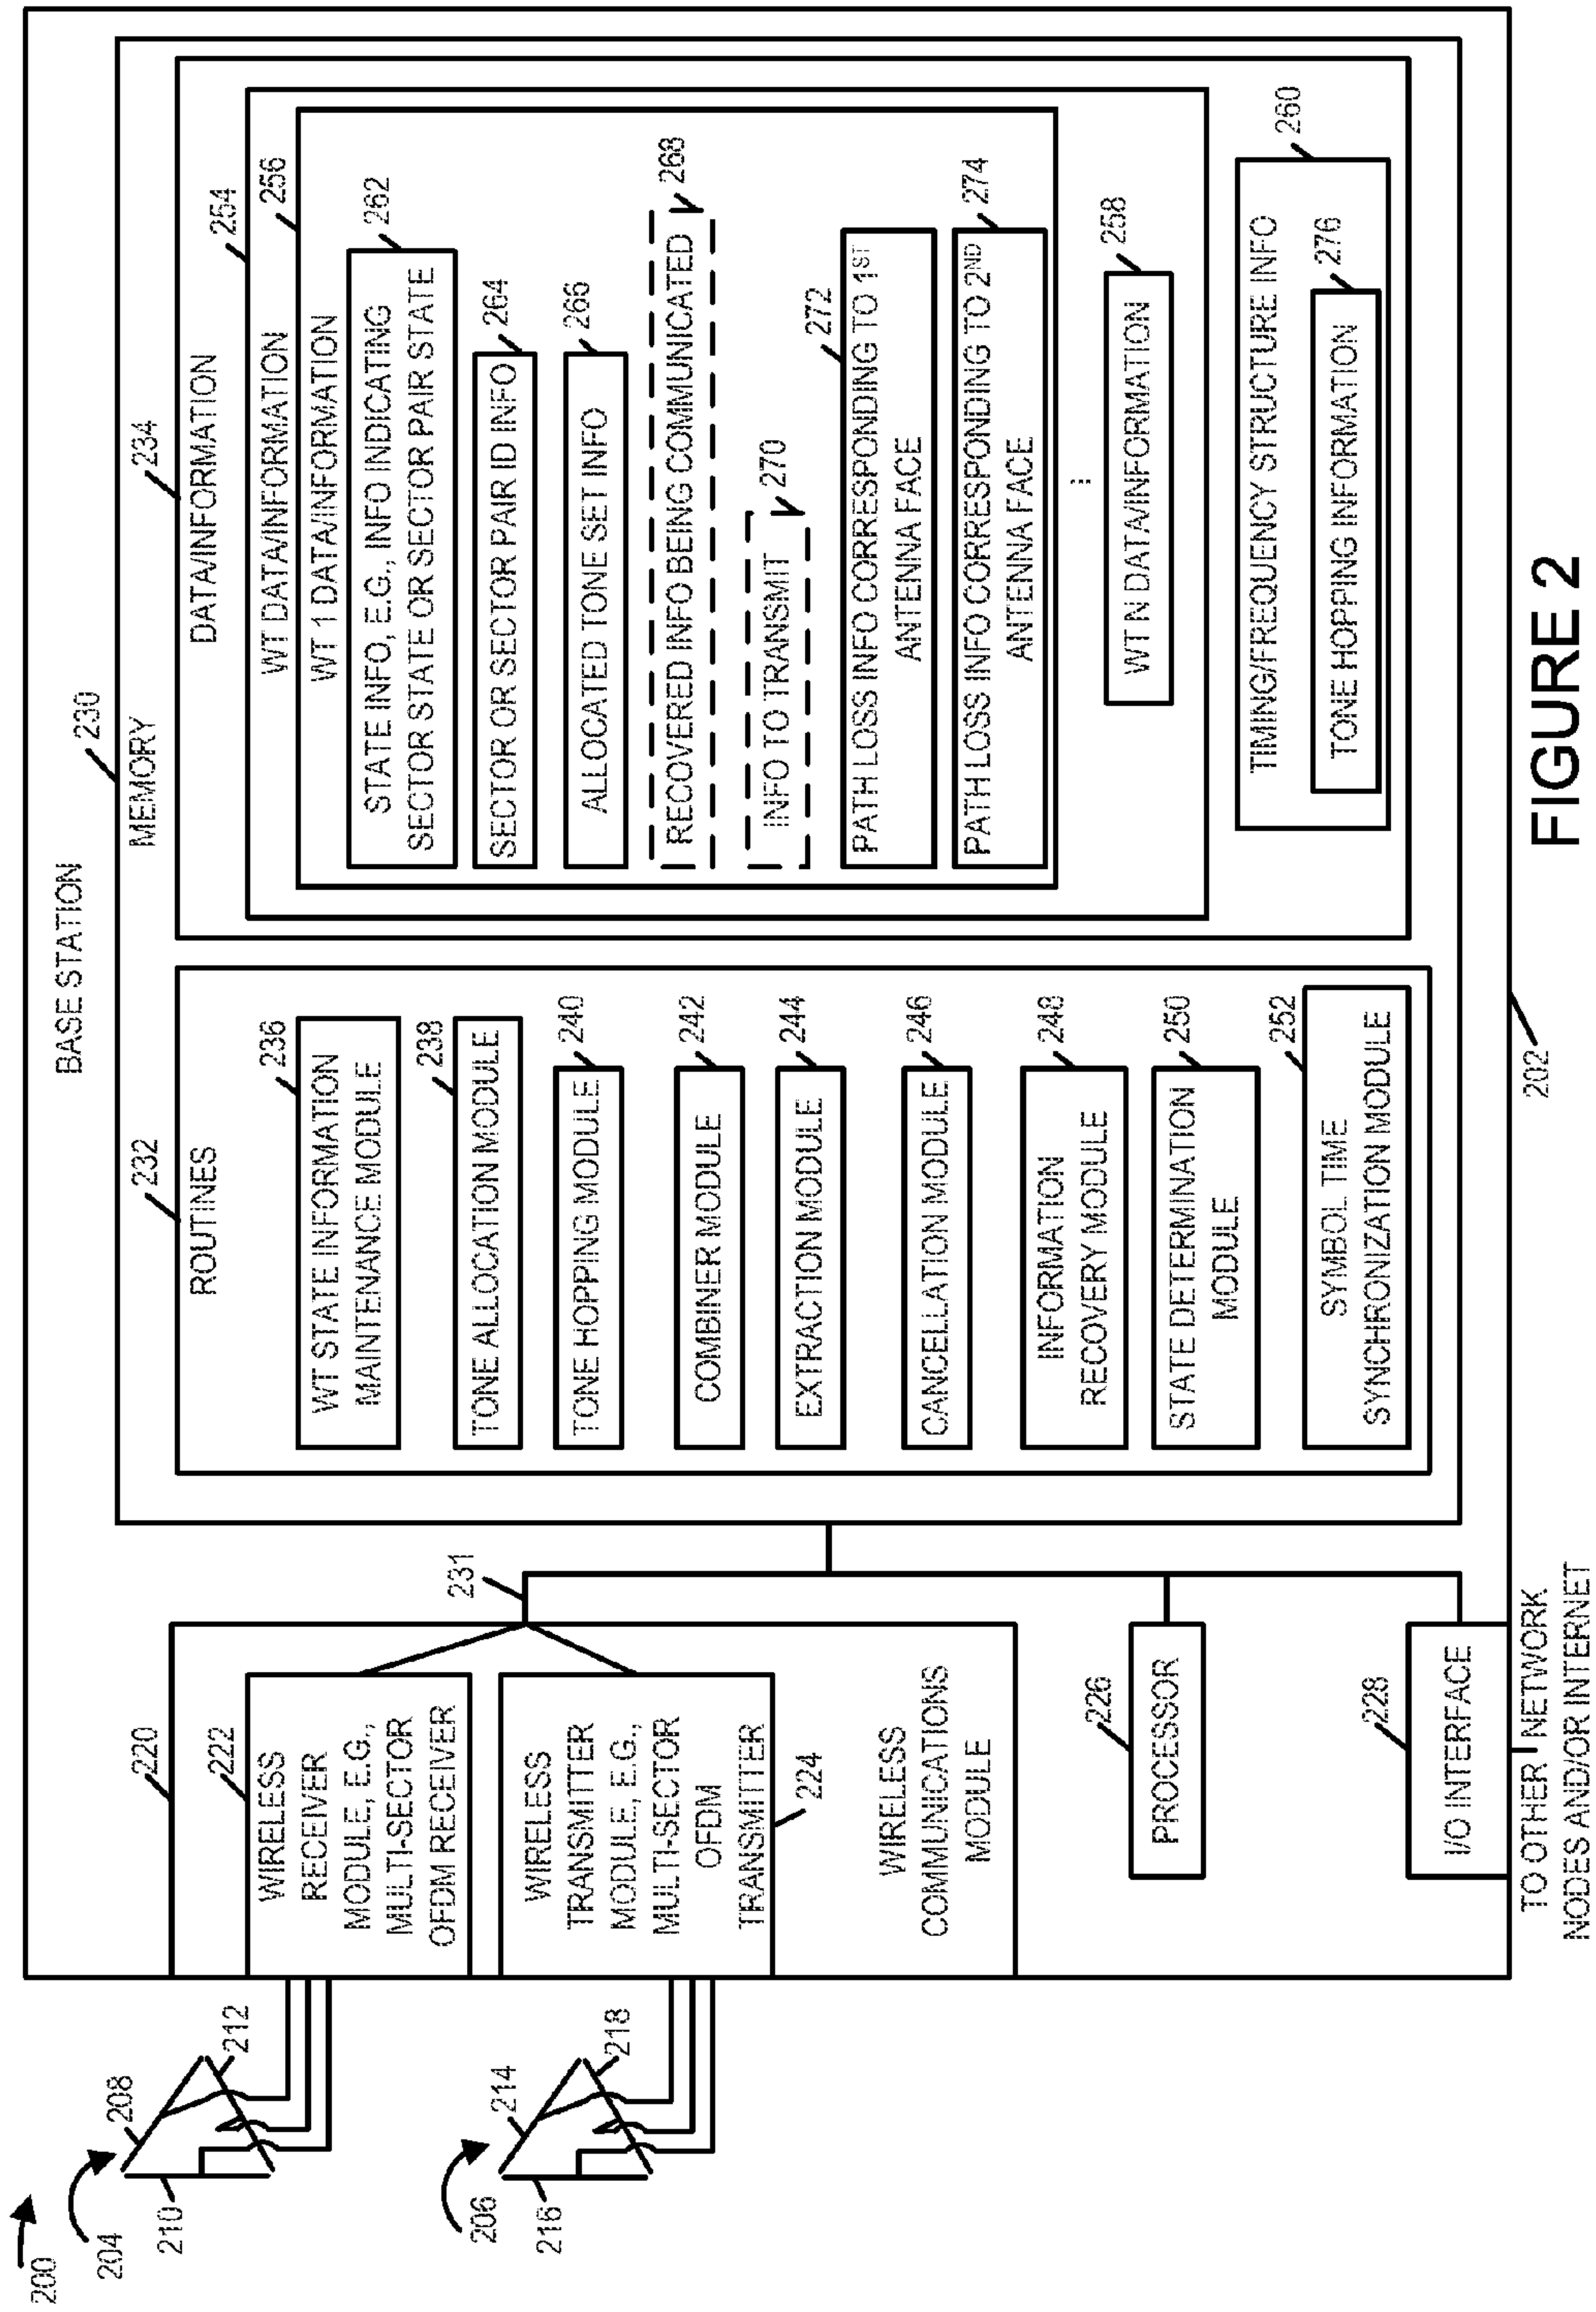 200
204
208
210
212
206
214
216
218
BASE STATION
202
220
222
WIRELESS
RECEIVER
MODULE, E.G.,
MULTI-SECTOR
OFDM RECEIVER
WIRELESS
TRANSMITTER
MODULE, E.G.,
MULTI-SECTOR
OFDM
TRANSMITTER
224
WIRELESS
COMMUNICATIONS
MODULE
231
226
PROCESSOR
228
I/O INTERFACE
TO OTHER NETWORK
NODES AND/OR INTERNET
230
MEMORY
232
ROUTINES
236
WT STATE INFORMATION
MAINTENANCE MODULE
238
TONE ALLOCATION MODULE
240
TONE HOPPING MODULE
242
COMBINER MODULE
244
EXTRACTION MODULE
246
CANCELLATION MODULE
248
INFORMATION
RECOVERY MODULE
250
STATE DETERMINATION
MODULE
252
SYMBOL TIME
SYNCHRONIZATION MODULE
234
DATA/INFORMATION
254
WT DATA/INFORMATION
256
WT 1 DATA/INFORMATION
262
STATE INFO, E.G., INFO INDICATING
SECTOR STATE OR SECTOR PAIR STATE
264
SECTOR OR SECTOR PAIR ID INFO
266
ALLOCATED TONE SET INFO
268
RECOVERED INFO BEING COMMUNICATED
270
INFO TO TRANSMIT
272
PATH LOSS INFO CORRESPONDING TO 1ST
ANTENNA FACE
274
PATH LOSS INFO CORRESPONDING TO 2ND
ANTENNA FACE
...
258
WT N DATA/INFORMATION
260
TIMING/FREQUENCY STRUCTURE INFO
276
TONE HOPPING INFORMATION
FIGURE 2